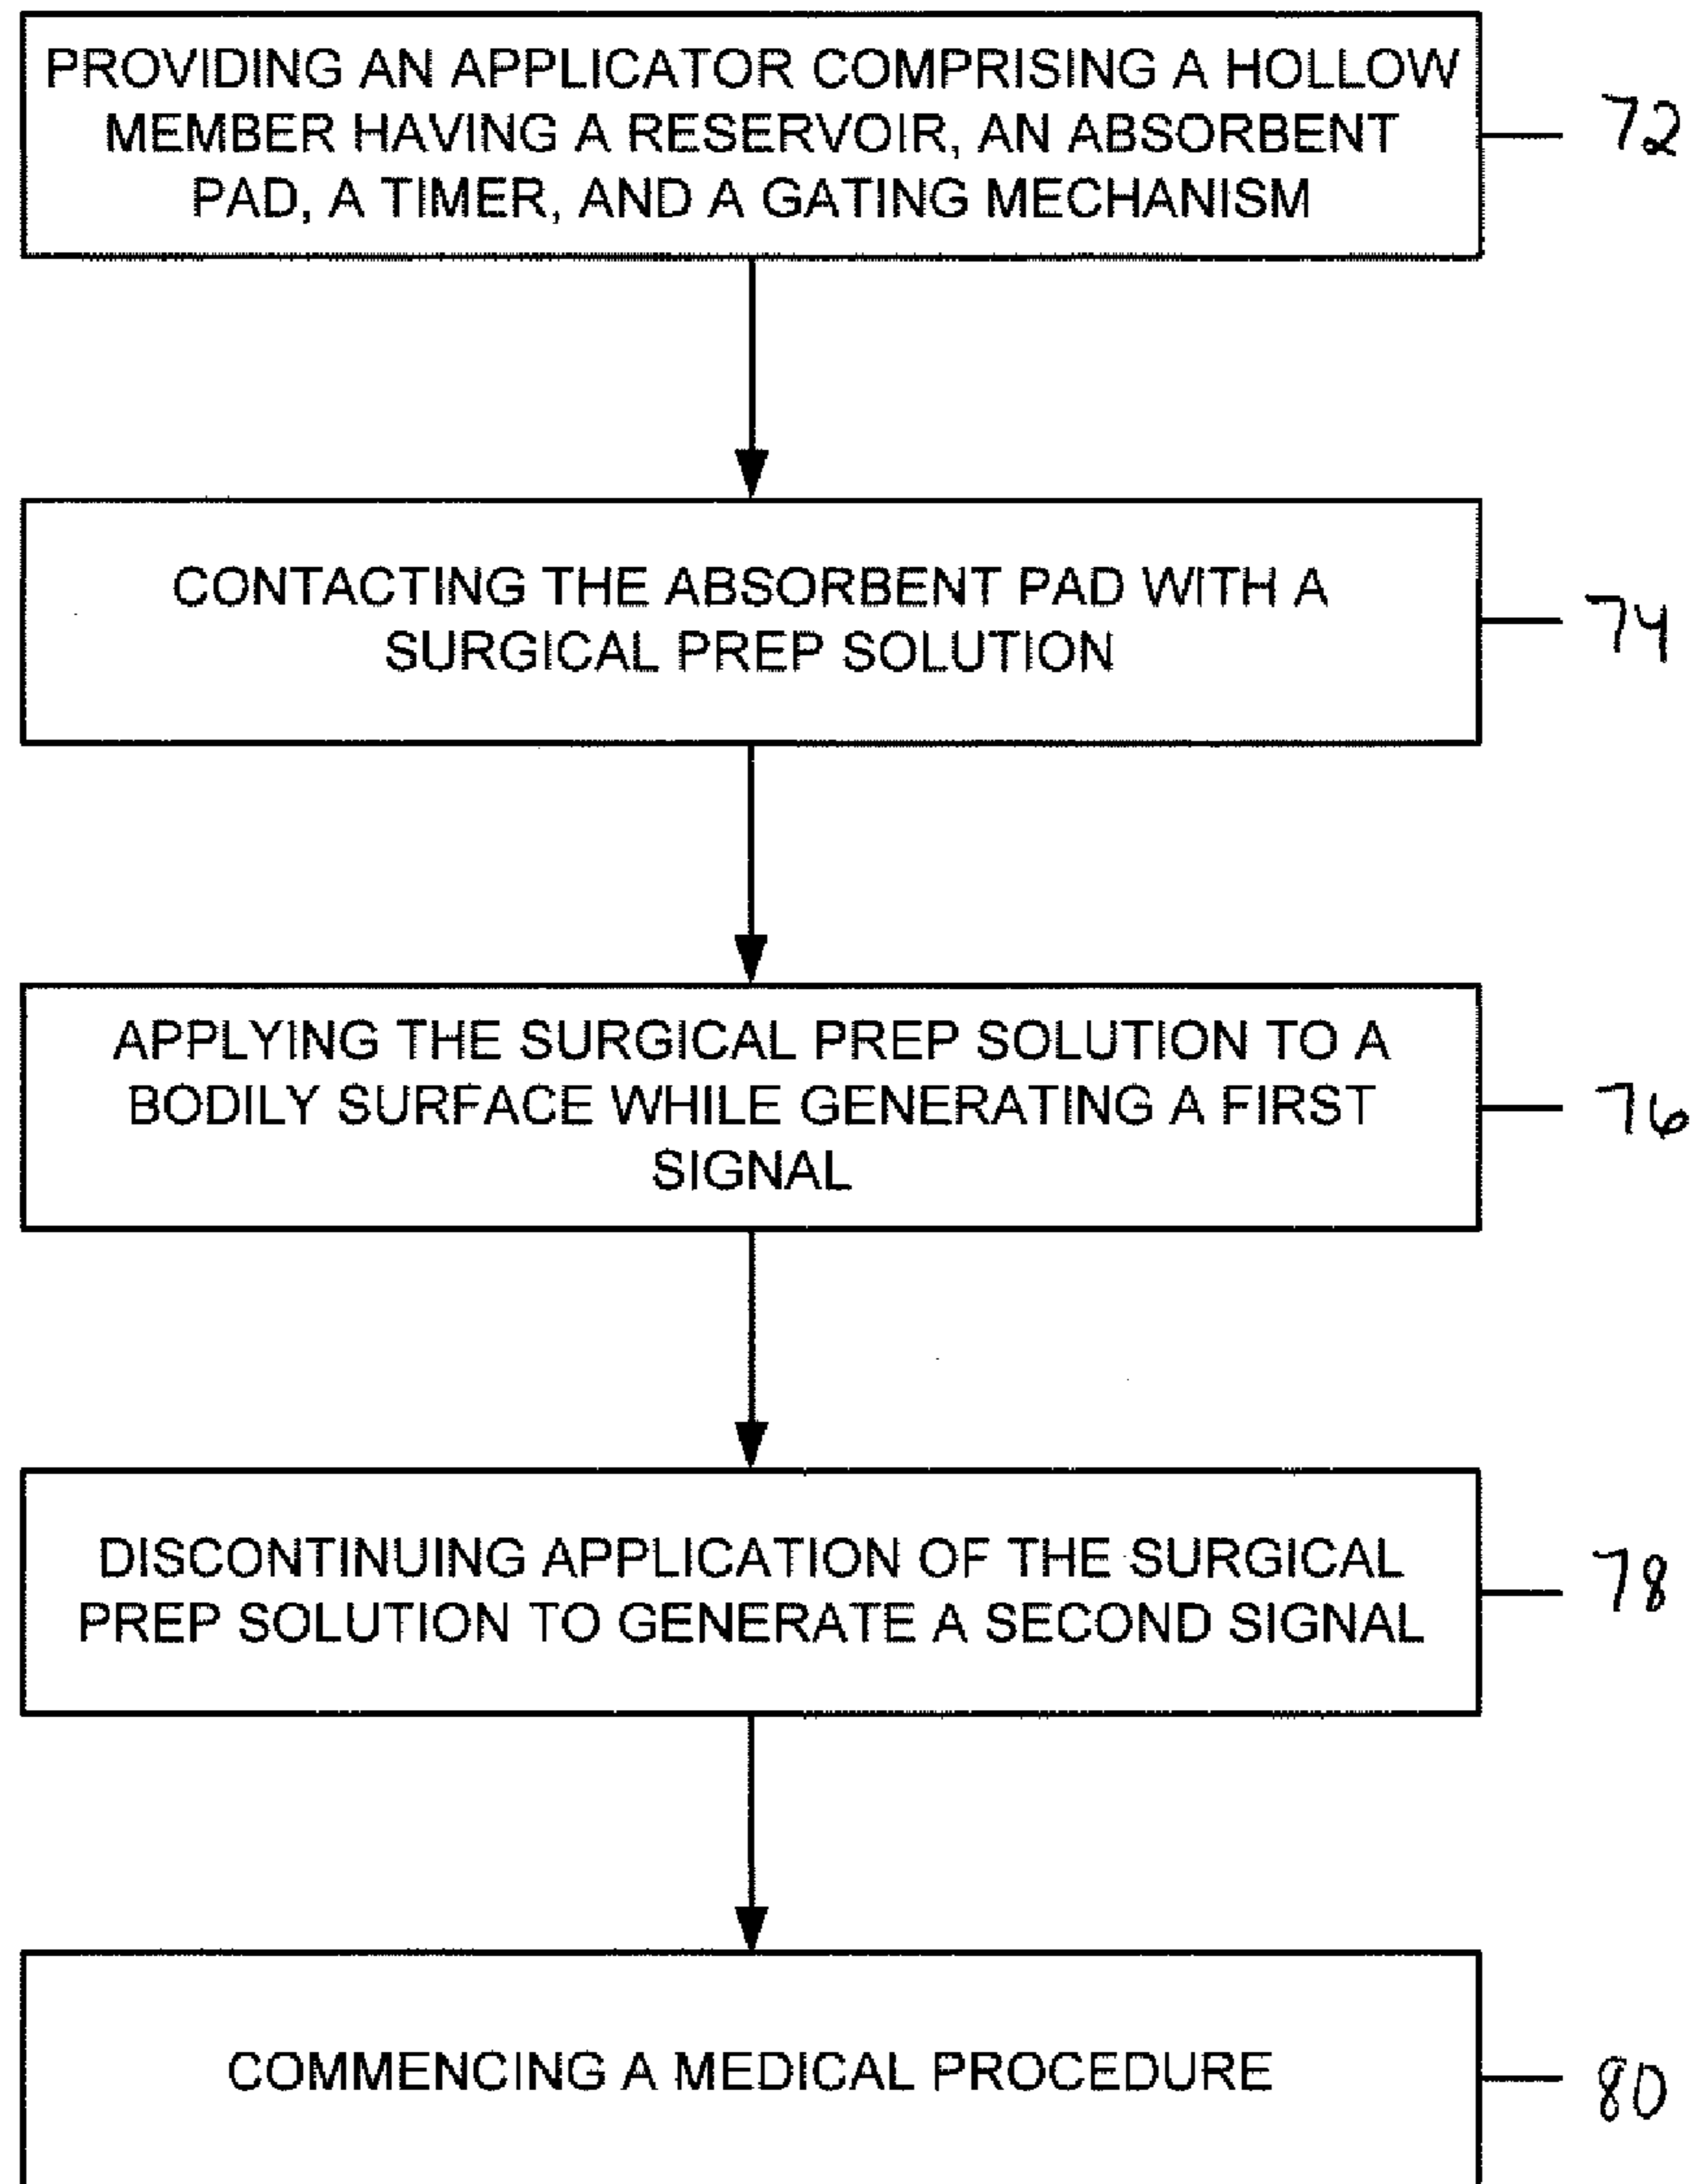 PROVIDING AN APPLICATOR COMPRISING A HOLLOW
MEMBER HAVING A RESERVOIR, AN ABSORBENT
PAD, A TIMER, AND A GATING MECHANISM
72
CONTACTING THE ABSORBENT PAD WITH A
SURGICAL PREP SOLUTION
74
APPLYING THE SURGICAL PREP SOLUTION TO A
BODILY SURFACE WHILE GENERATING A FIRST
SIGNAL
76
DISCONTINUING APPLICATION OF THE SURGICAL
PREP SOLUTION TO GENERATE A SECOND SIGNAL
78
COMMENCING A MEDICAL PROCEDURE
80